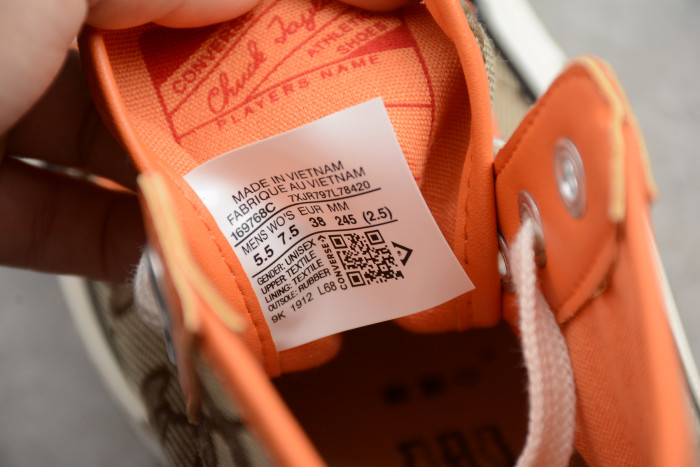 CONVERSE
Chuck Taylor
ATHLETIC
SHOES
PLAYERS NAME
MADE IN VIETNAM
FABRIQUE AU VIETNAM
169768C 7XJR797L78420
MENS WO'S EUR MM
5.5 7.5 38 245 (2.5)
GENDER: UNISEX
UPPER: TEXTILE
LINING: TEXTILE
OUTSOLE: RUBBER
9K 1912 L68
CONVERSE